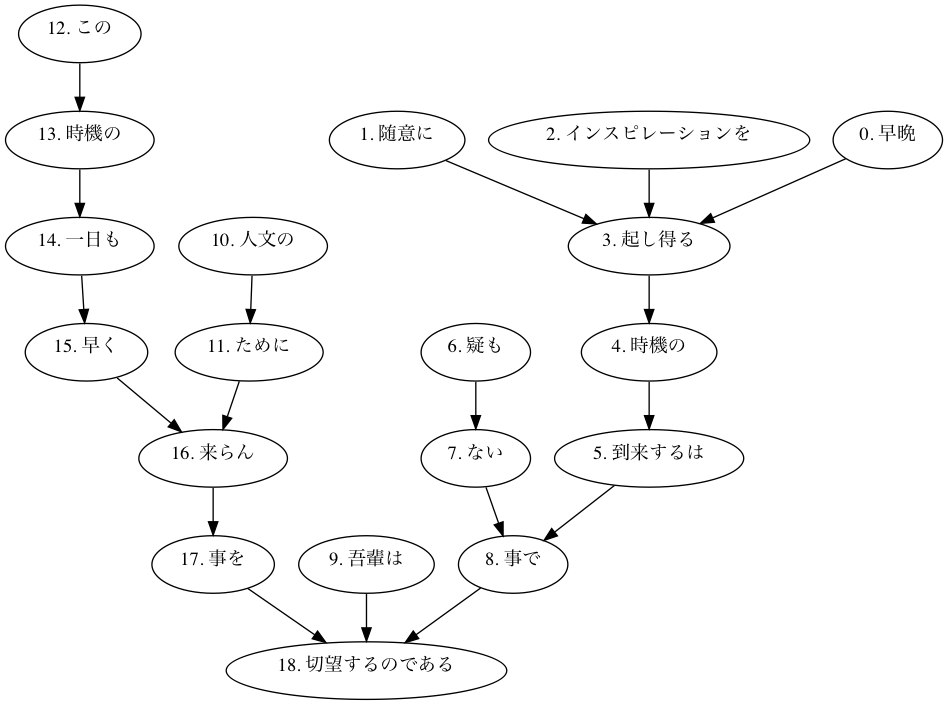 12. この
13. 時機の
1. 随意に
2. インスピレーションを
0. 早晩
14. 一日も
10. 人文の
3. 起し得る
15. 早く
11. ために
6. 疑も
4. 時機の
16. 来らん
7. ない
5. 到来するは
17. 事を
9. 吾輩は
8. 事で
18. 切望するのである